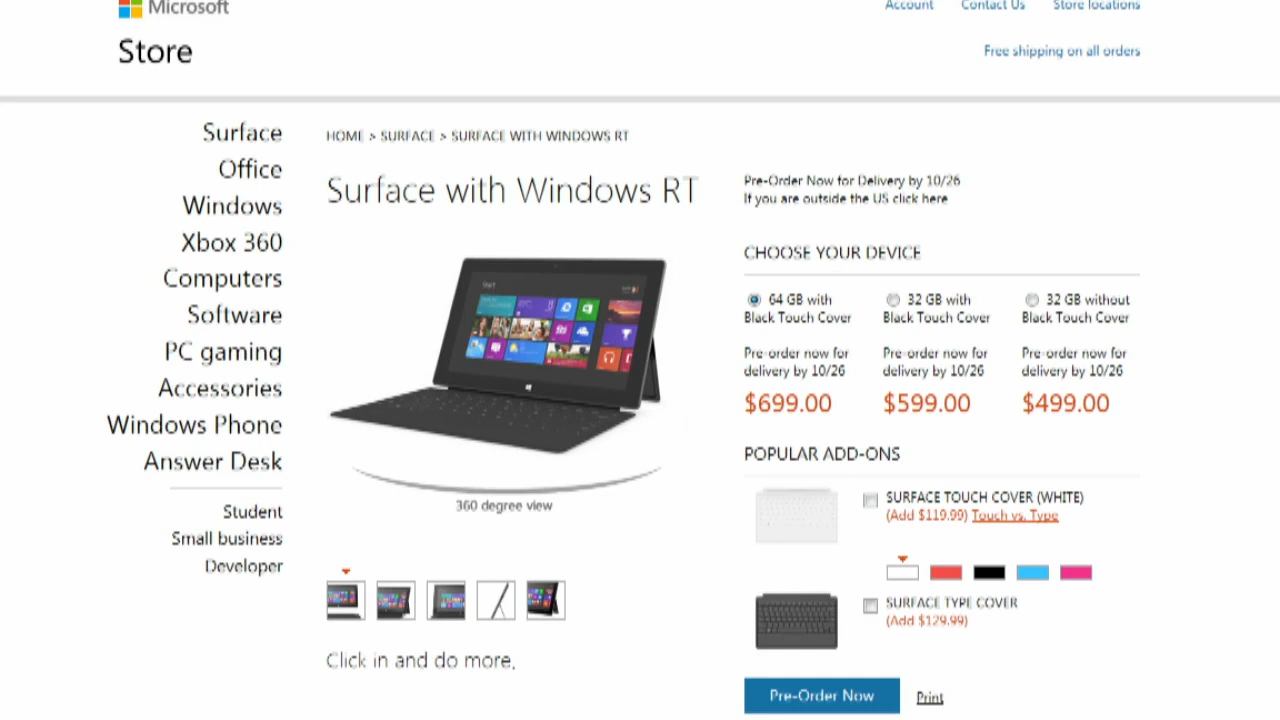 Microsoft
Account Contact Us Store locations
Store
Free shipping on all orders
Surface
Office
Windows
Xbox 360
Computers
Software
PC gaming
Accessories
Windows Phone
Answer Desk
Student
Small business
Developer
HOME > SURFACE > SURFACE WITH WINDOWS RT
Surface with Windows RT
Start
360 degree view
Click in and do more.
Pre-Order Now for Delivery by 10/26
If you are outside the US click here
CHOOSE YOUR DEVICE
64 GB with
Black Touch Cover
Pre-order now for
delivery by 10/26
$699.00
32 GB with
Black Touch Cover
Pre-order now for
delivery by 10/26
$599.00
32 GB without
Black Touch Cover
Pre-order now for
delivery by 10/26
$499.00
POPULAR ADD-ONS
SURFACE TOUCH COVER (WHITE)
(Add $119.99) Touch vs. Type
SURFACE TYPE COVER
(Add $129.99)
Pre-Order Now Print